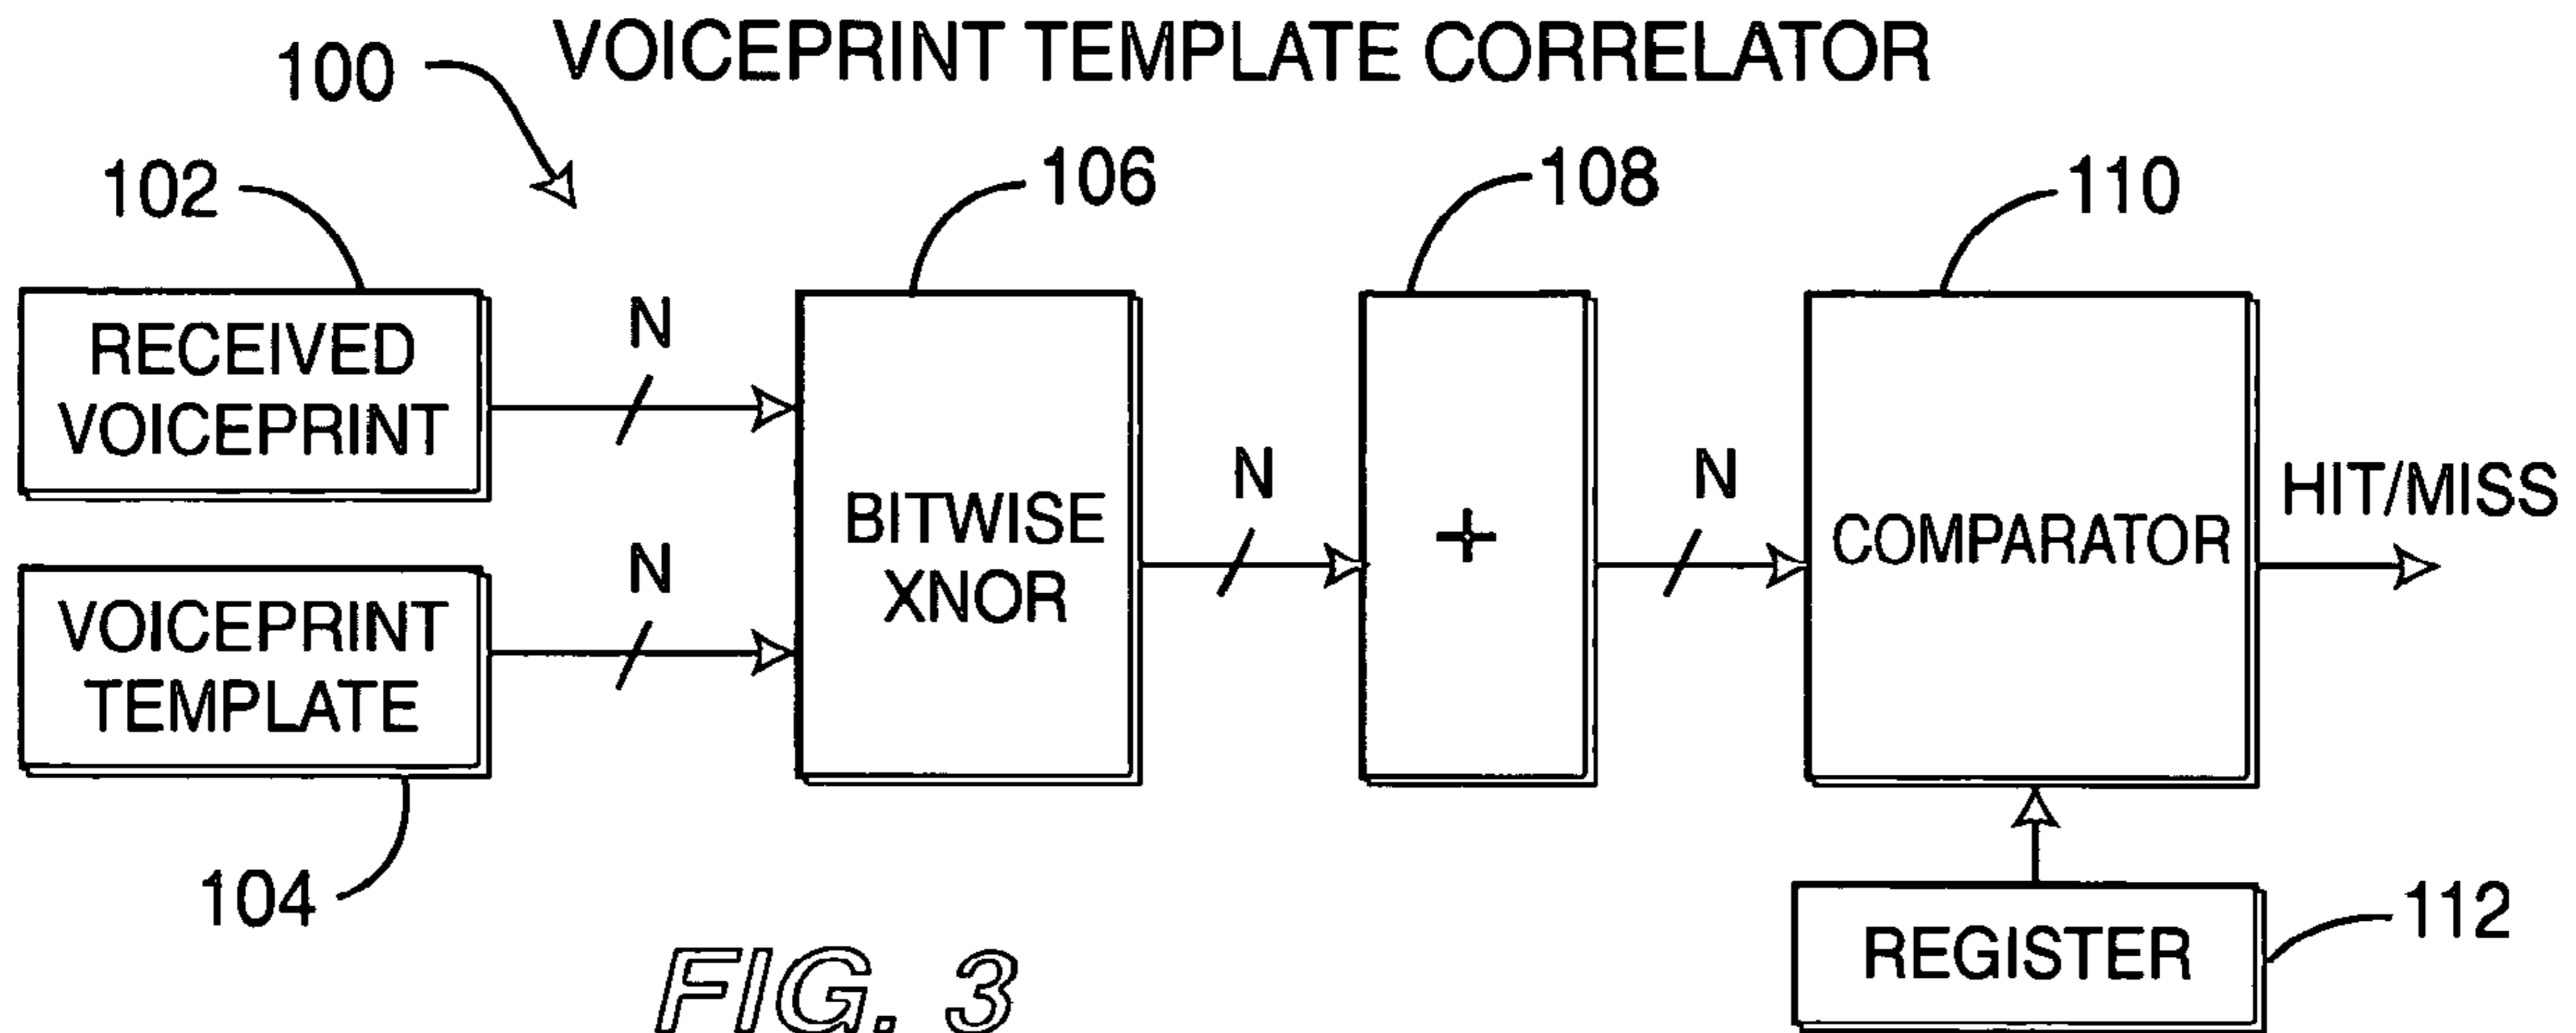 VOICEPRINT TEMPLATE CORRELATOR
100
102
106
108
110
RECEIVED
VOICEPRINT
N
BITWISE
XNOR
N
+
N
COMPARATOR
HIT/MISS
VOICEPRINT
TEMPLATE
N
104
REGISTER
112
FIG. 3